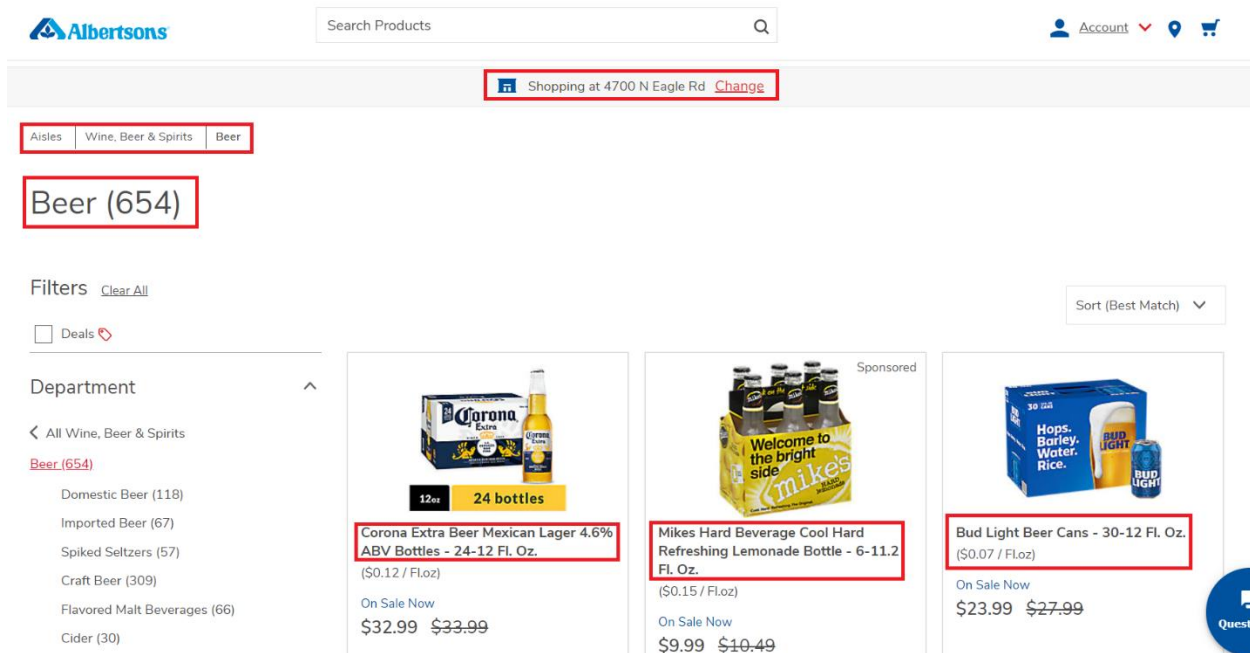 Albertsons
Search Products
Account
Shopping at 4700 N Eagle Rd Change
Aisles Wine, Beer & Spirits Beer
Beer (654)
Filters Clear All
Sort (Best Match)
Deals
Department
All Wine, Beer & Spirits
Beer (654)
Domestic Beer (118)
Imported Beer (67)
Spiked Seltzers (57)
Craft Beer (309)
Flavored Malt Beverages (66)
Cider (30)
Corona
Extra
12oz 24 bottles
Corona Extra Beer Mexican Lager 4.6%
ABV Bottles - 24-12 Fl. Oz.
($0.12 / Fl.oz)
On Sale Now
$32.99 $33.99
Sponsored
Welcome to
the bright
side
mike's
HARD
Mikes Hard Beverage Cool Hard
Refreshing Lemonade Bottle - 6-11.2
Fl. Oz.
($0.15 / Fl.oz)
On Sale Now
$9.99 $10.49
30
Hops.
Barley.
Water.
Rice.
BUD
LIGHT
BUD
LIGHT
Bud Light Beer Cans - 30-12 Fl. Oz.
($0.07 / Fl.oz)
On Sale Now
$23.99 $27.99
Quest